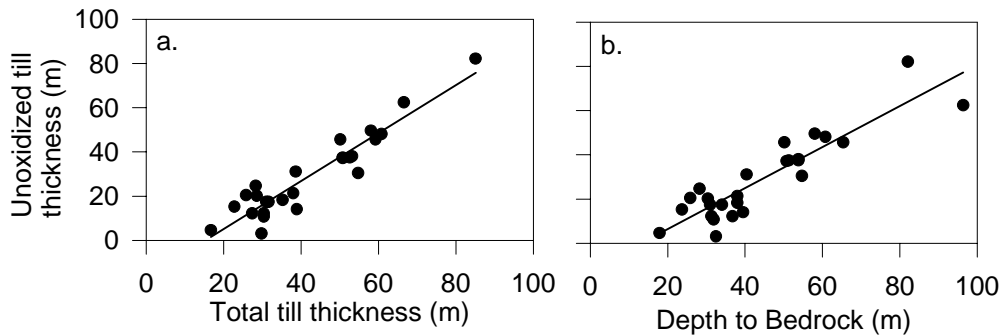 Unoxidized till
thickness (m)
100
80
60
40
20
0
a.
0 20 40 60 80 100
Total till thickness (m)
b.
0 20 40 60 80 100
Depth to Bedrock (m)